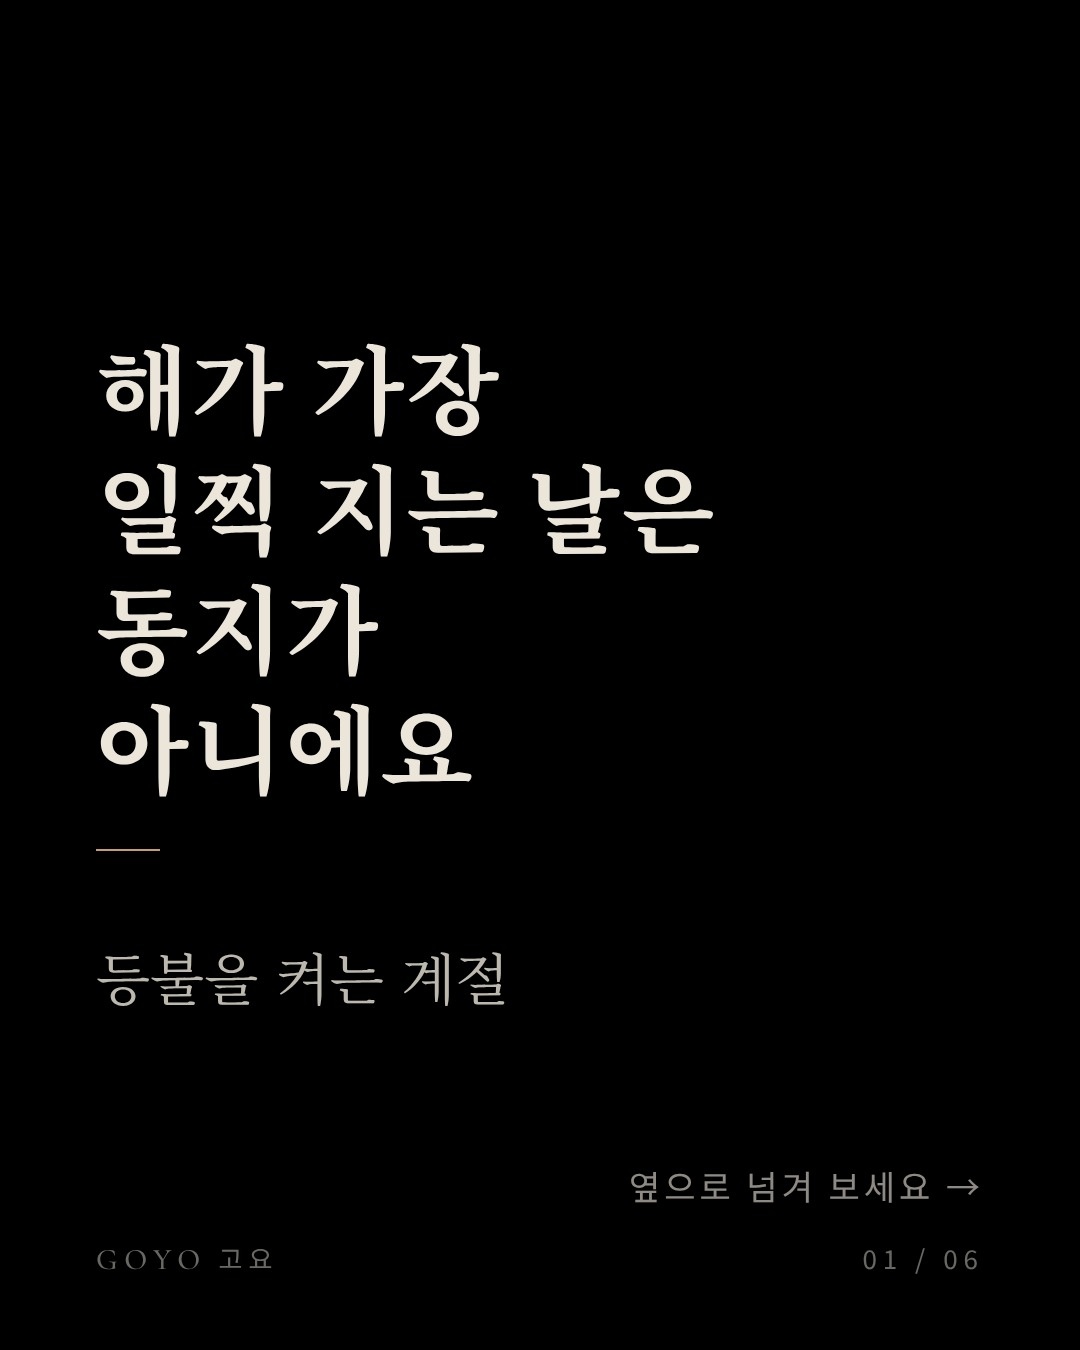 해가 가장
일찍 지는 날은
동지가
아니에요
등불을 켜는 계절
옆으로 넘겨 보세요 →
GOYO 고요
01 / 06